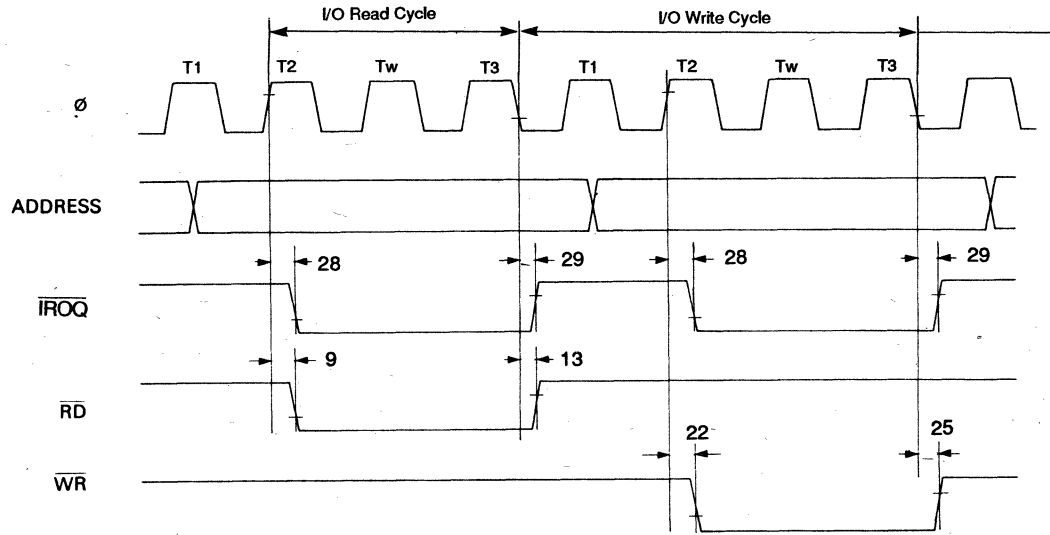 I/O Read Cycle I/O Write Cycle
T1 T2 Tw T3 T1 T2 Tw T3
Ø
ADDRESS
28 29 28 29
IROQ
9 13
RD
22 25
WR